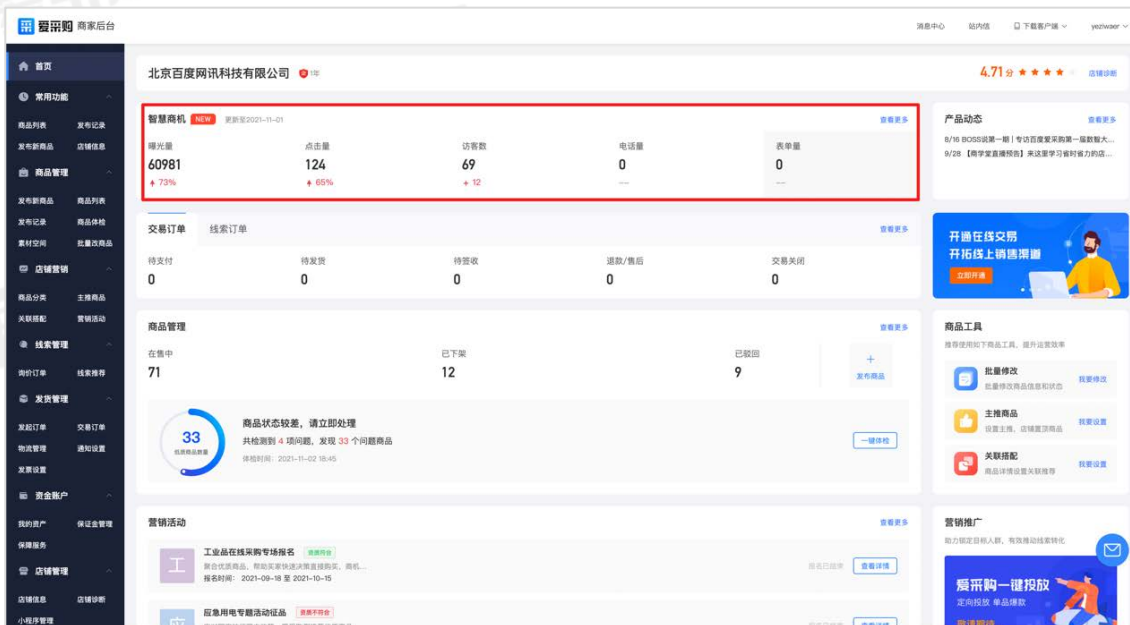 爱采购 商家后台
消息中心 站内信 下载客户端 yeziwaer
首页
常用功能
商品列表 发布记录
发布新商品 店铺信息
商品管理
发布新商品 商品列表
发布记录 商品体检
素材空间 批量改商品
店铺营销
商品分类 主推商品
关联搭配 营销活动
线索管理
询价订单 线索推荐
发货管理
发起订单 交易订单
物流管理 通知设置
发票设置
资金账户
我的资产 保证金管理
保障服务
店铺管理
店铺信息 店铺诊断
小程序管理
北京百度网讯科技有限公司 1年
4.71 分 店铺诊断
智慧商机 NEW 更新至2021-11-01 查看更多
曝光量 点击量 访客数 电话量 表单量
60981 124 69 0 0
73% 65% + 12 -- --
产品动态 查看更多
8/16 BOSS说第一期 | 专访百度爱采购第一届数智大...
9/28 【商学堂直播预告】来这里学习省时省力的店...
交易订单 线索订单 查看更多
待支付 待发货 待签收 退款/售后 交易关闭
0 0 0 0 0
开通在线交易
开拓线上销售渠道
立即开通
商品管理 查看更多
在售中 已下架 已驳回
71 12 9
+
发布商品
33
优质商品数量
商品状态较差，请立即处理
共检测到 4 项问题，发现 33 个问题商品
体检时间：2021-11-02 18:45
一键体检
商品工具
推荐使用如下商品工具，提升运营效率
批量修改
批量修改商品信息和状态
我要修改
主推商品
设置主推、店铺置顶商品
我要设置
关联搭配
商品详情设置关联推荐
我要设置
营销活动 查看更多
工
工业品在线采购专场报名 资质符合
聚合优质商品，帮助买家快速决策直接购买，商机...
报名时间： 2021-09-18 至 2021-10-15
报名已结束 查看详情
应急用电专题活动征品 资质不符合
营销推广
助力锁定目标人群，有效推动线索转化
爱采购一键投放
定向投放 单品爆款